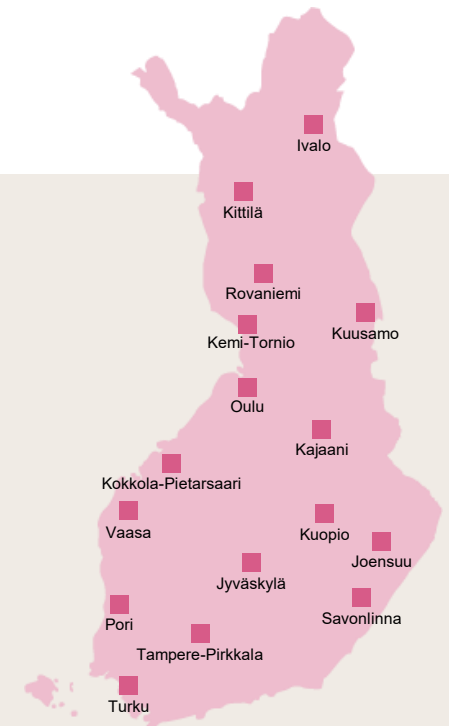 Ivalo
Kittilä
Rovaniemi
Kuusamo
Kemi-Tornio
Oulu
Kajaani
Kokkola-Pietarsaari
Vaasa
Kuopio
Joensuu
Jyväskylä
Savonlinna
Pori
Tampere-Pirkkala
Turku